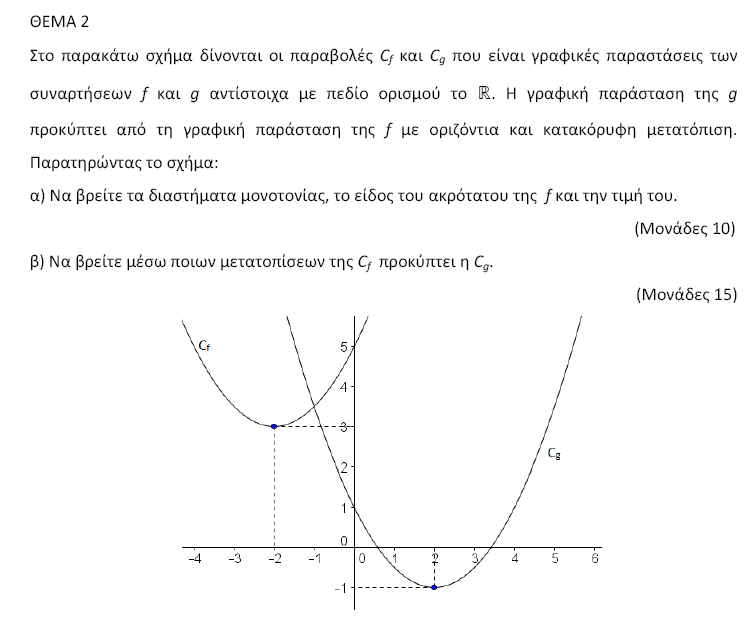 ΘΕΜΑ 2
Στο παρακάτω σχήμα δίνονται οι παραβολές Cf και Cg που είναι γραφικές παραστάσεις των
συναρτήσεων f και g αντίστοιχα με πεδίο ορισμού το ℝ. Η γραφική παράσταση της g
προκύπτει από τη γραφική παράσταση της f με οριζόντια και κατακόρυφη μετατόπιση.
Παρατηρώντας το σχήμα:
α) Να βρείτε τα διαστήματα μονοτονίας, το είδος του ακρότατου της f και την τιμή του.
(Μονάδες 10)
β) Να βρείτε μέσω ποιων μετατοπίσεων της Cf προκύπτει η Cg.
(Μονάδες 15)
Cf
5
4
3
2
1
0
-1
Cg
-4 -3 -2 -1 0 1 2 3 4 5 6